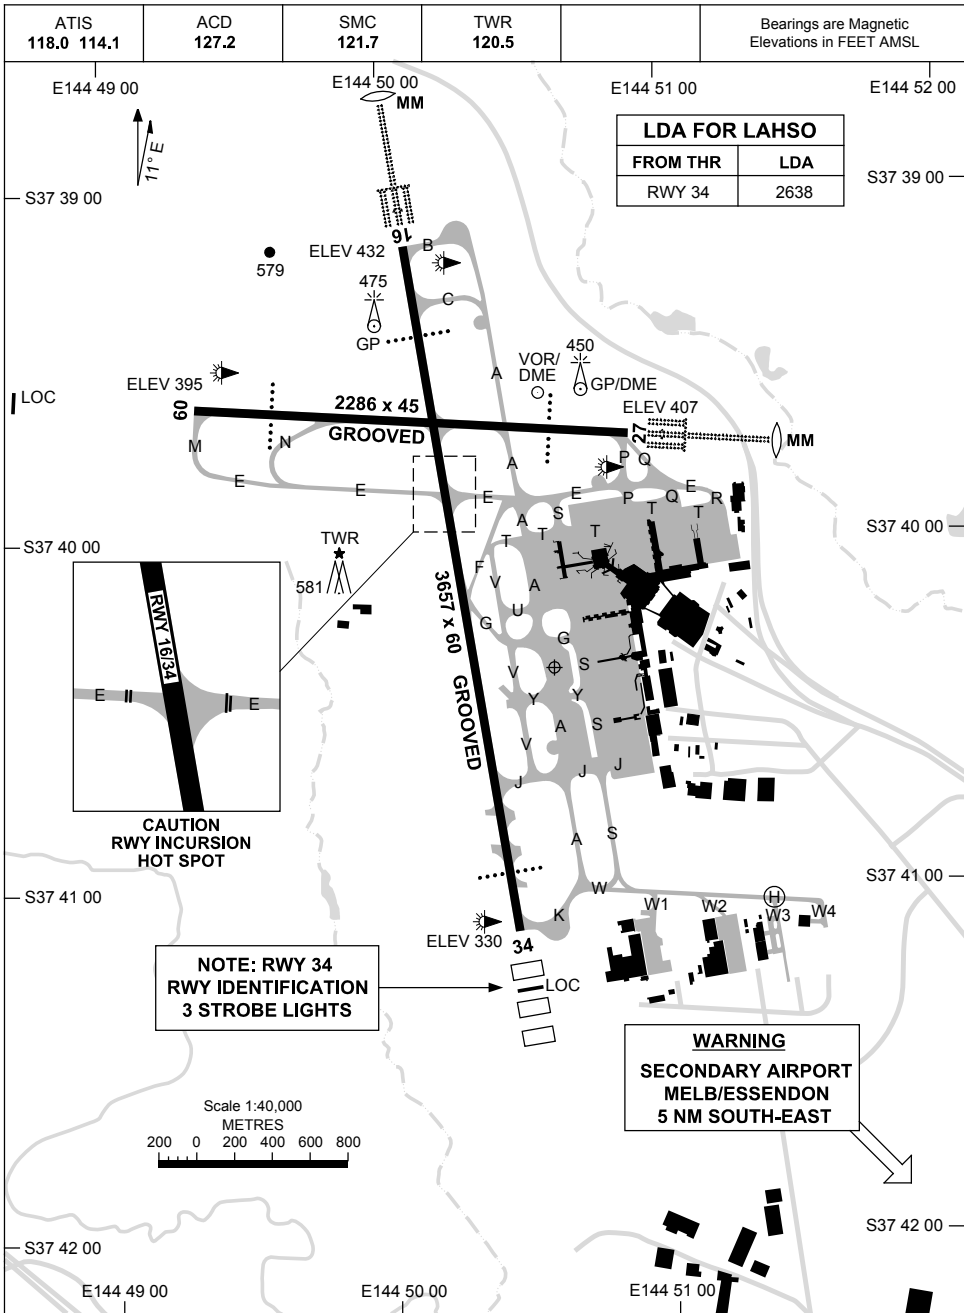 ATIS
118.0 114.1
ACD
127.2
SMC
121.7
TWR
120.5
Bearings are Magnetic
Elevations in FEET AMSL
E144 49 00
E144 50 00
E144 51 00
E144 52 00
MM
11° E
LDA FOR LAHSO
FROM THR LDA
RWY 34 2638
S37 39 00
S37 39 00
16
B
ELEV 432
579
475
C
GP
VOR/
DME
450
GP/DME
A
ELEV 395
LOC
09
2286 x 45
GROOVED
ELEV 407
27
MM
M
N
E
E
E
A
P
Q
E
S
P
Q
E
R
T
T
S37 40 00
S37 40 00
TWR
581
A
T
T
T
F
V
A
U
G
G
S
V
Y
Y
A
S
V
J
J
J
3657 x 60 GROOVED
RWY 16/34
E
E
CAUTION
RWY INCURSION
HOT SPOT
A
S
S37 41 00
S37 41 00
W
K
W1
W2
H
W3
W4
ELEV 330
34
NOTE: RWY 34
RWY IDENTIFICATION
3 STROBE LIGHTS
LOC
WARNING
SECONDARY AIRPORT
MELB/ESSENDON
5 NM SOUTH-EAST
Scale 1:40,000
METRES
200 0 200 400 600 800
S37 42 00
S37 42 00
E144 49 00
E144 50 00
E144 51 00